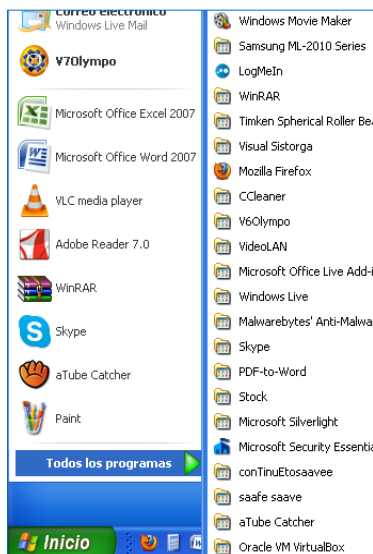 Correo electrónico
Windows Live Mail
V7Olympo
Microsoft Office Excel 2007
Microsoft Office Word 2007
VLC media player
Adobe Reader 7.0
WinRAR
Skype
aTube Catcher
Paint
Todos los programas
Inicio
Windows Movie Maker
Samsung ML-2010 Series
LogMeIn
WinRAR
Timken Spherical Roller Bea
Visual Sistorga
Mozilla Firefox
CCleaner
V6Olympo
VideoLAN
Microsoft Office Live Add-i
Windows Live
Malwarebytes' Anti-Malwar
Skype
PDF-to-Word
Stock
Microsoft Silverlight
Microsoft Security Essentia
conTinuEtosaavee
saafe saave
aTube Catcher
Oracle VM VirtualBox